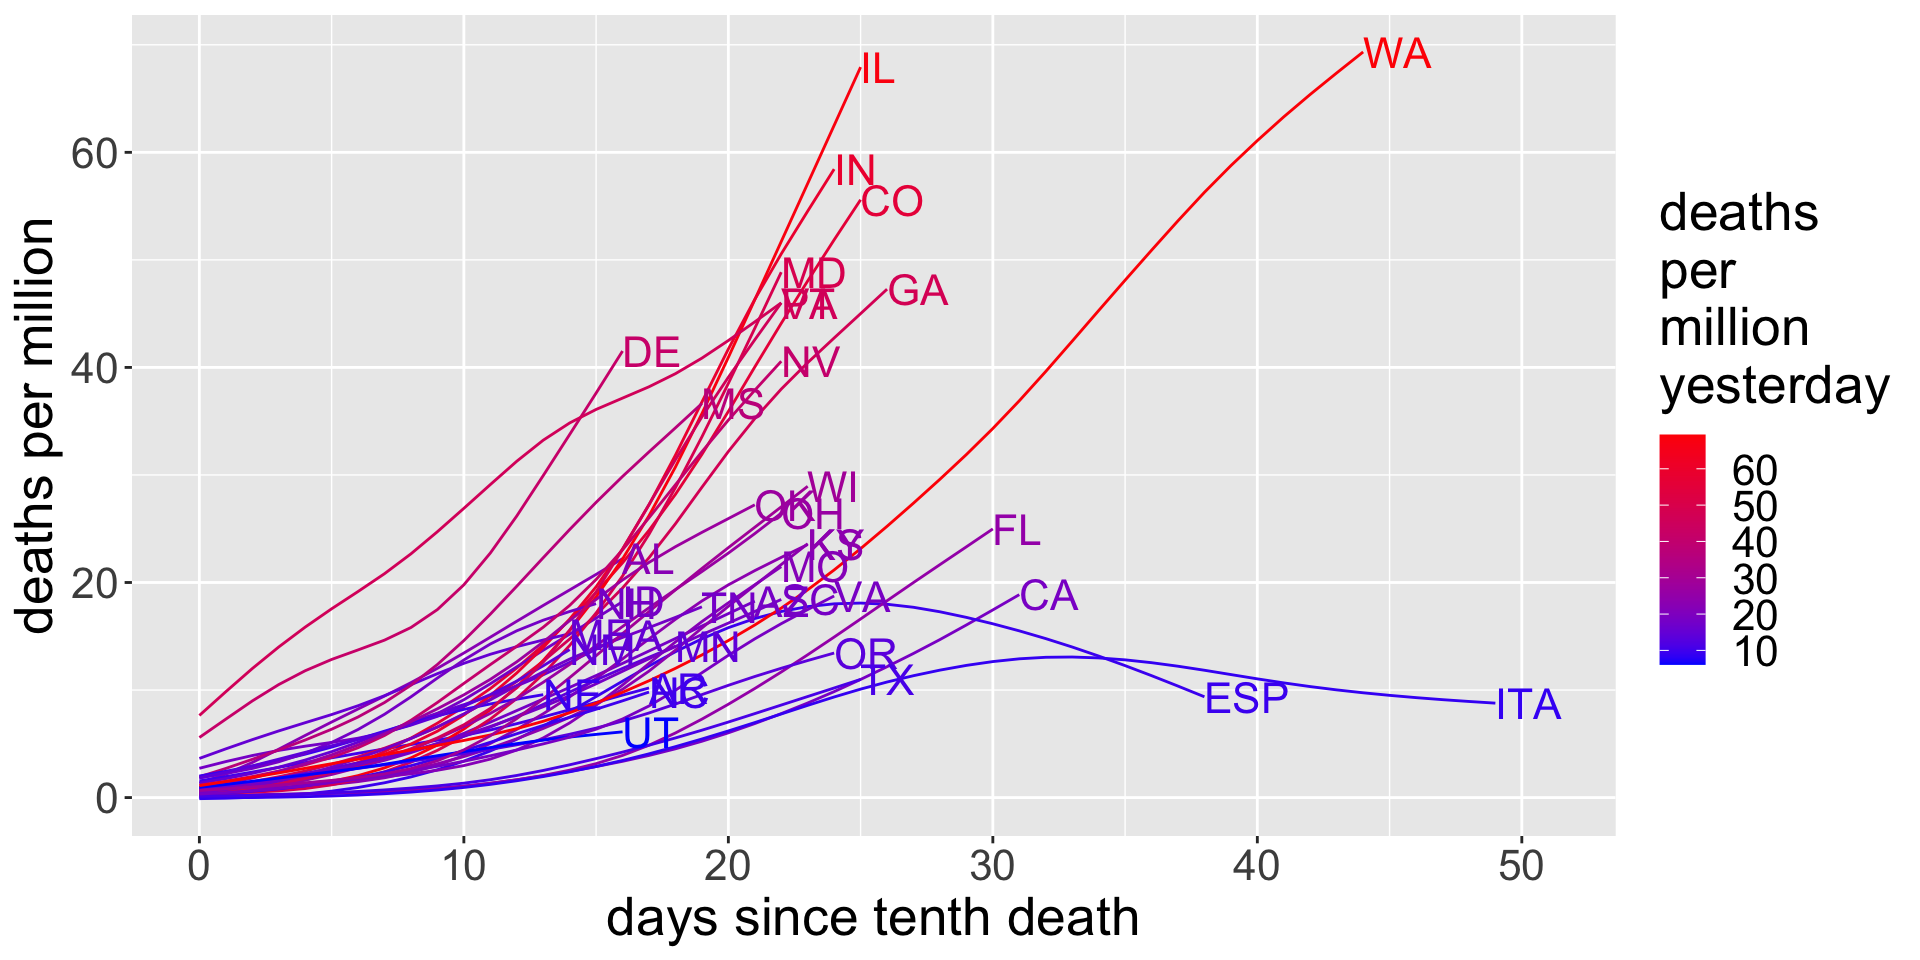 WA
IL
IN
CO
MD
GA
DE
NV
MS
WI
OK
OH
FL
KS
AL
MO
CA
VA
SC
TN
ID
MN
NM
OR
TX
NE
UT
ESP
ITA
60
40
20
0
0
10
20
30
40
50
days since tenth death
deaths per million
deaths
per
million
yesterday
60
50
40
30
20
10